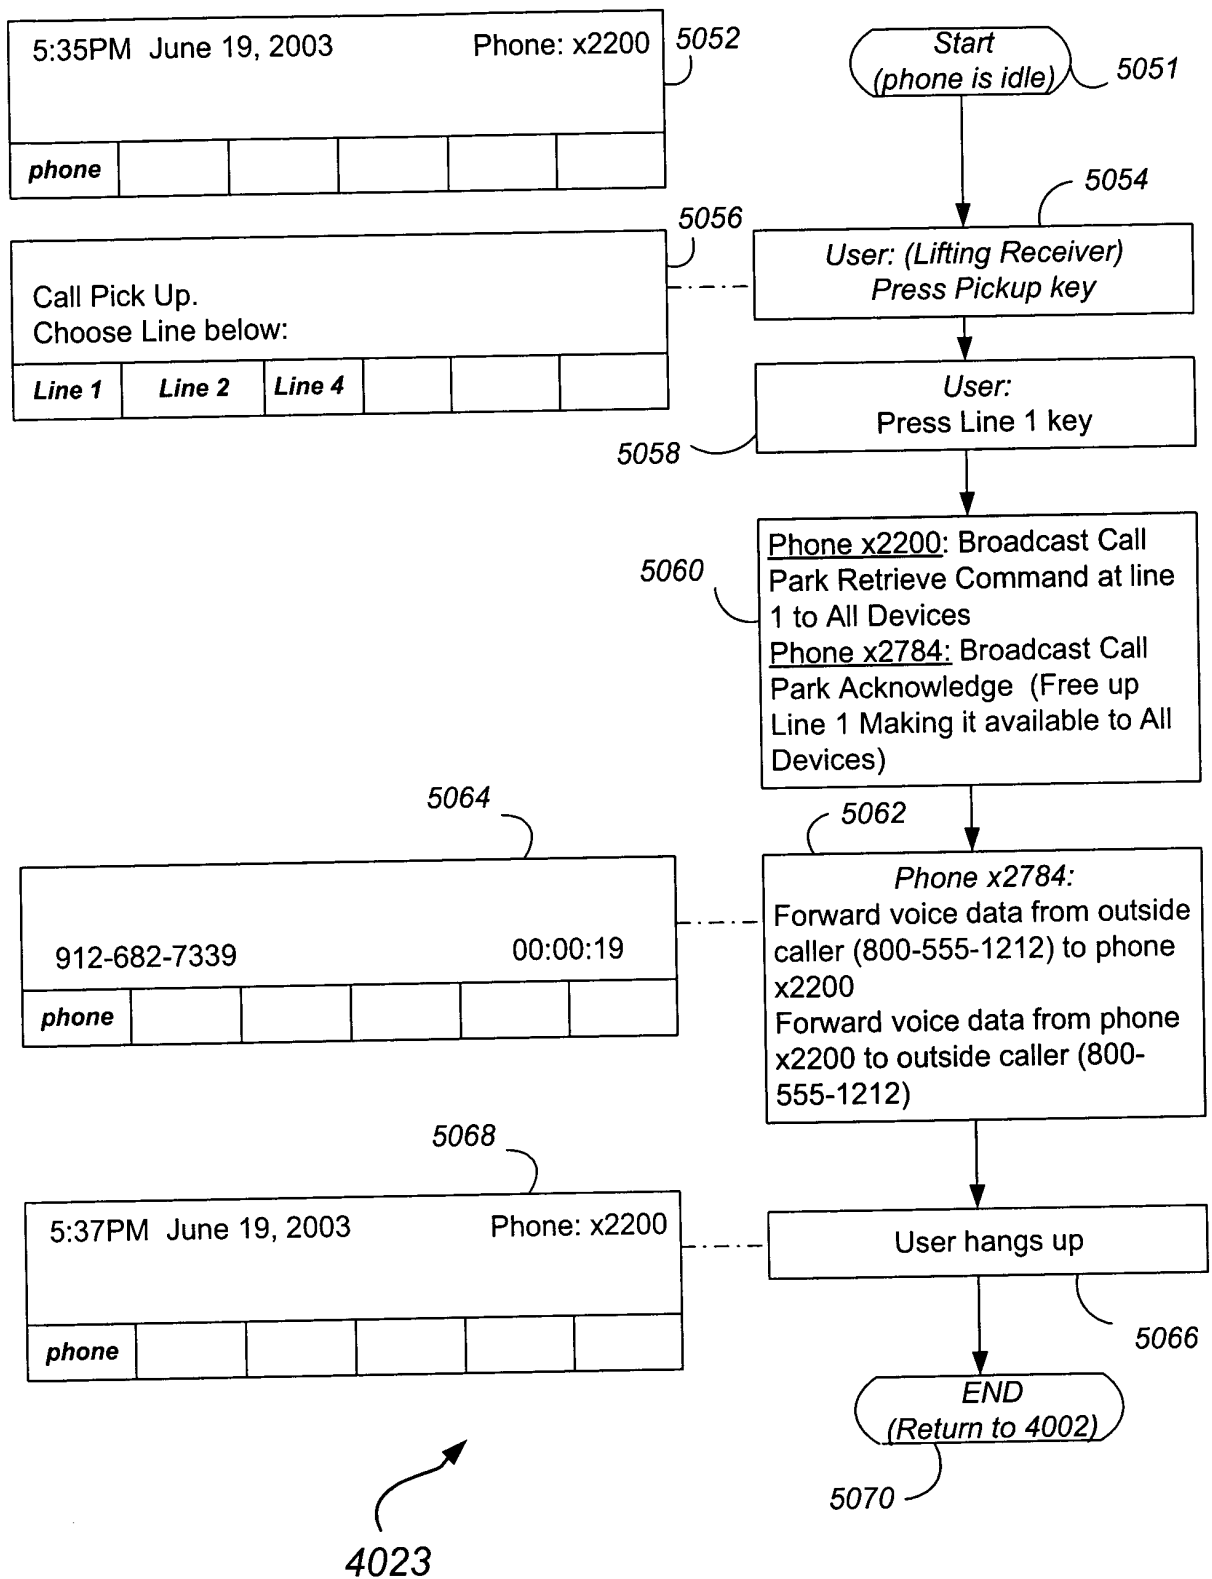 5:35PM June 19, 2003 Phone: x2200
5052
phone
Start
(phone is idle)
5051
5054
5056
Call Pick Up.
Choose Line below:
Line 1 Line 2 Line 4
User: (Lifting Receiver)
Press Pickup key
User:
Press Line 1 key
5058
5060
Phone x2200: Broadcast Call
Park Retrieve Command at line
1 to All Devices
Phone x2784: Broadcast Call
Park Acknowledge (Free up
Line 1 Making it available to All
Devices)
5064
5062
912-682-7339 00:00:19
phone
Phone x2784:
Forward voice data from outside
caller (800-555-1212) to phone
x2200
Forward voice data from phone
x2200 to outside caller (800-
555-1212)
5068
5:37PM June 19, 2003 Phone: x2200
phone
User hangs up
5066
END
(Return to 4002)
5070
4023